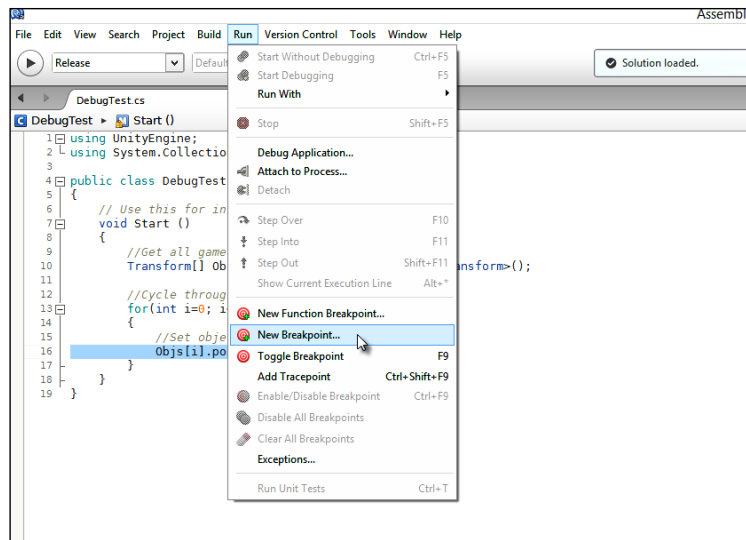 Assembl
File Edit View Search Project Build Run Version Control Tools Window Help
Release Default
Solution loaded.
DebugTest.cs
DebugTest Start ()
1 using UnityEngine;
2 using System.Collectio
3
4 public class DebugTest
5 {
6 // Use this for in
7 void Start ()
8 {
9 //Get all game
10 Transform[] Ob ansform>();
11
12 //Cycle throug
13 for(int i=0; i
14 {
15 //Set obje
16 Objs[i].po
17 }
18 }
19 }
Start Without Debugging Ctrl+F5
Start Debugging F5
Run With
Stop Shift+F5
Debug Application...
Attach to Process...
Detach
Step Over F10
Step Into F11
Step Out Shift+F11
Show Current Execution Line Alt+*
New Function Breakpoint...
New Breakpoint...
Toggle Breakpoint F9
Add Tracepoint Ctrl+Shift+F9
Enable/Disable Breakpoint Ctrl+F9
Disable All Breakpoints
Clear All Breakpoints
Exceptions...
Run Unit Tests Ctrl+T